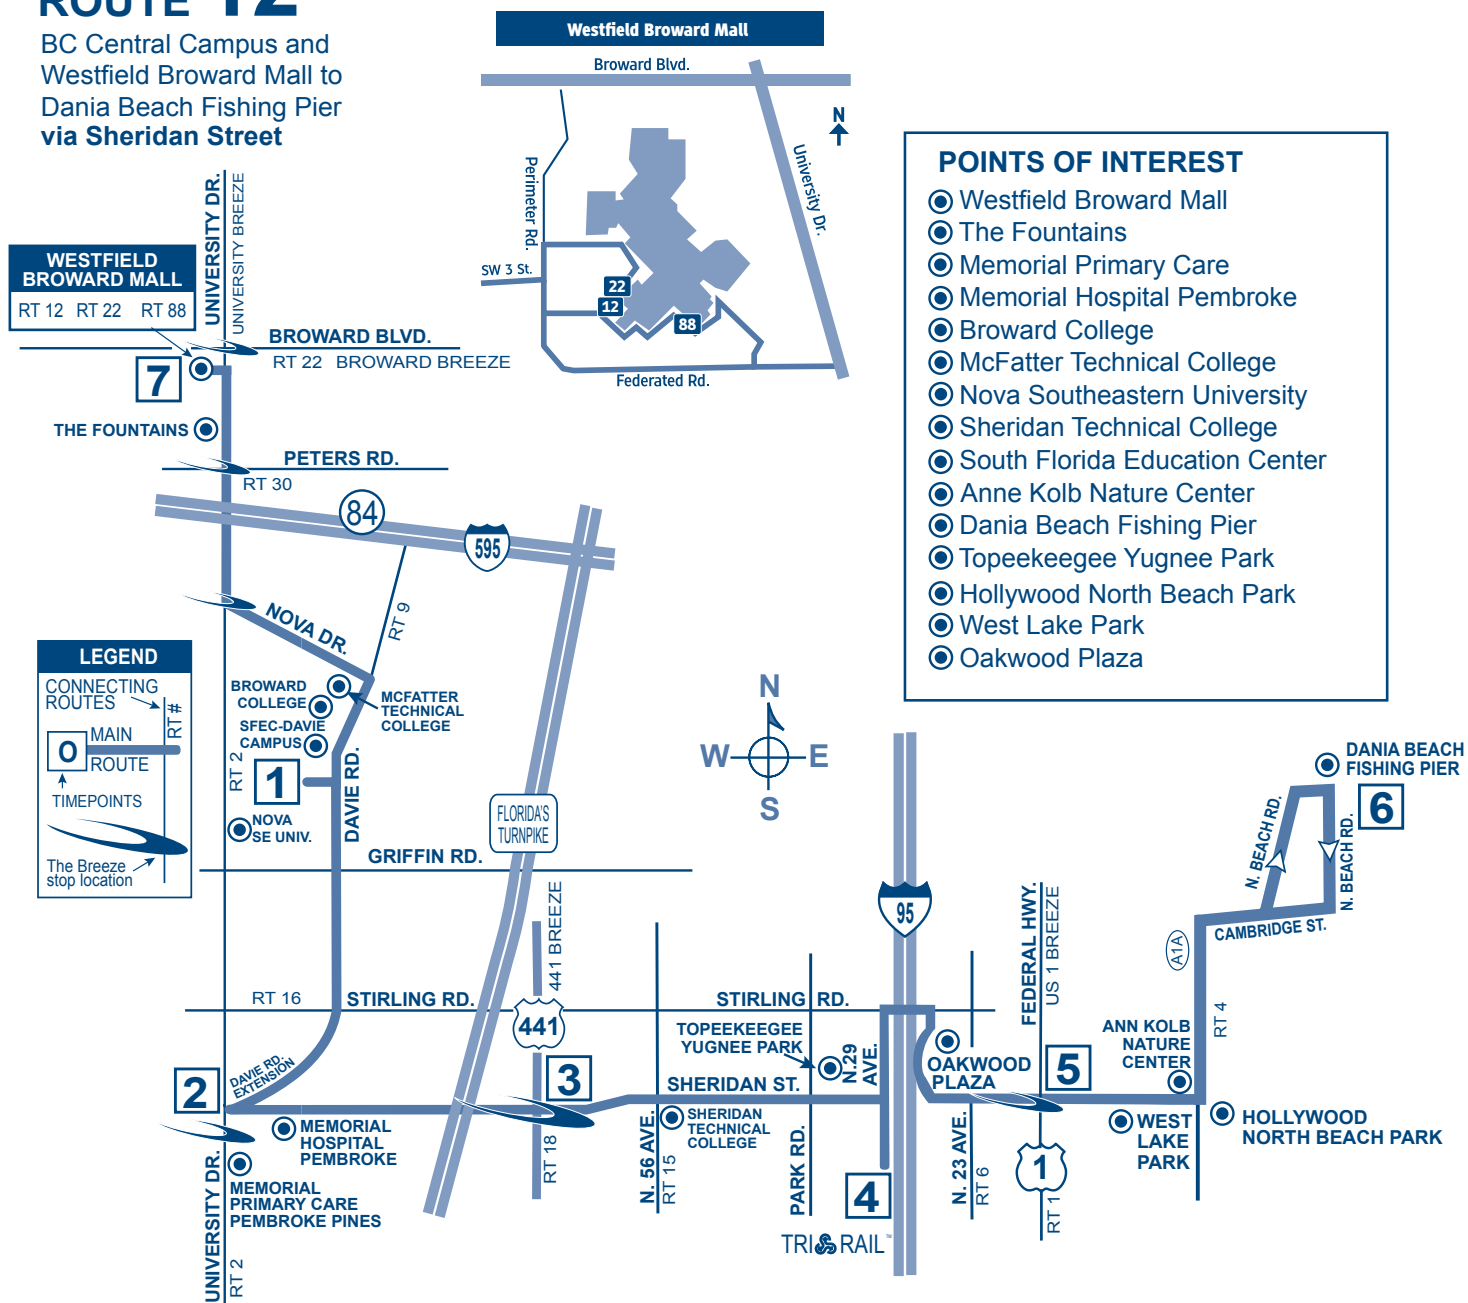 ROUTE 12
BC Central Campus and
Westfield Broward Mall to
Dania Beach Fishing Pier
via Sheridan Street
Westfield Broward Mall
Broward Blvd.
N
Perimeter Rd.
University Dr.
SW 3 St.
22
12
88
Federated Rd.
POINTS OF INTEREST
Westfield Broward Mall
The Fountains
Memorial Primary Care
Memorial Hospital Pembroke
Broward College
McFatter Technical College
Nova Southeastern University
Sheridan Technical College
South Florida Education Center
Anne Kolb Nature Center
Dania Beach Fishing Pier
Topeekeegee Yugnee Park
Hollywood North Beach Park
West Lake Park
Oakwood Plaza
UNIVERSITY DR.
UNIVERSITY BREEZE
WESTFIELD
BROWARD MALL
RT 12 RT 22 RT 88
BROWARD BLVD.
RT 22 BROWARD BREEZE
7
THE FOUNTAINS
PETERS RD.
RT 30
84
595
NOVA DR.
RT 9
LEGEND
CONNECTING
ROUTES
RT #
O
MAIN
ROUTE
TIMEPOINTS
The Breeze
stop location
BROWARD
COLLEGE
MCFATTER
TECHNICAL
COLLEGE
SFEC-DAVIE
CAMPUS
RT 2
1
DAVIE RD.
NOVA
SE UNIV.
FLORIDA'S
TURNPIKE
GRIFFIN RD.
N
W
E
S
DANIA BEACH
FISHING PIER
6
N. BEACH RD.
N. BEACH RD.
CAMBRIDGE ST.
A1A
RT 4
95
441 BREEZE
FEDERAL HWY.
US 1 BREEZE
RT 16
STIRLING RD.
STIRLING RD.
441
TOPEEKEEGEE
YUGNEE PARK
N.29
AVE.
OAKWOOD
PLAZA
5
ANN KOLB
NATURE
CENTER
DAVIE RD.
EXTENSION
2
3
SHERIDAN ST.
MEMORIAL
HOSPITAL
PEMBROKE
SHERIDAN
TECHNICAL
COLLEGE
WEST
LAKE
PARK
HOLLYWOOD
NORTH BEACH PARK
MEMORIAL
PRIMARY CARE
PEMBROKE PINES
UNIVERSITY DR.
RT 2
RT 18
N. 56 AVE.
RT 15
PARK RD.
4
TRI RAIL™
N. 23 AVE.
RT 6
1
RT 1